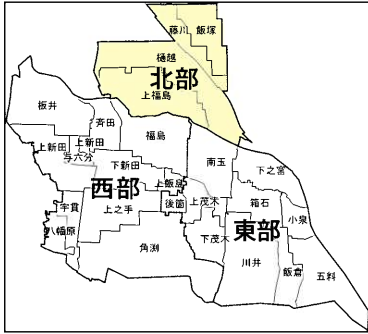 藤川
飯塚
樋越
北部
上福島
板井
斉田
福島
上新田
上新田
与六分
下新田
南玉
下之宮
西部
上飯島
宇貫
上之手
後箇
上茂木
箱石
小泉
東部
八幡原
角渕
下茂木
川井
飯倉
五料